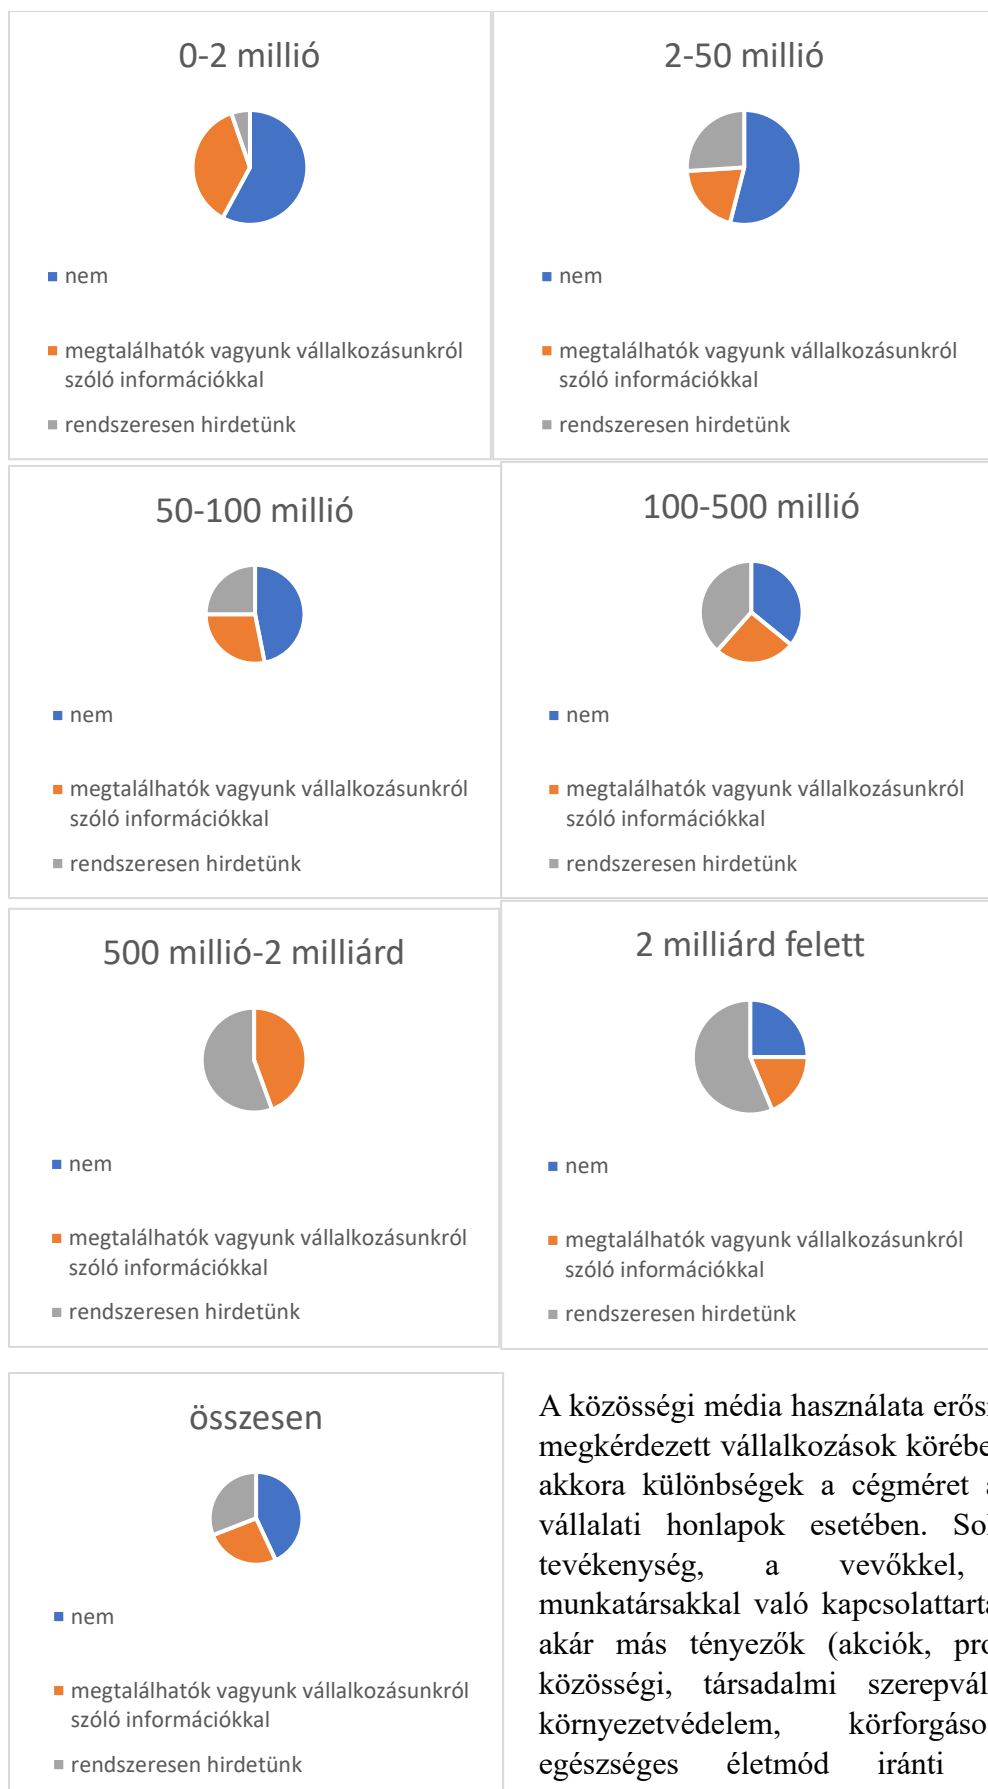 0-2 millió
nem
megtalálhatók vagyunk vállalkozásunkról
szóló információkkal
rendszeresen hirdetünk
2-50 millió
nem
megtalálhatók vagyunk vállalkozásunkról
szóló információkkal
rendszeresen hirdetünk
50-100 millió
nem
megtalálhatók vagyunk vállalkozásunkról
szóló információkkal
rendszeresen hirdetünk
100-500 millió
nem
megtalálhatók vagyunk vállalkozásunkról
szóló információkkal
rendszeresen hirdetünk
500 millió-2 milliárd
nem
megtalálhatók vagyunk vállalkozásunkról
szóló információkkal
rendszeresen hirdetünk
2 milliárd felett
nem
megtalálhatók vagyunk vállalkozásunkról
szóló információkkal
rendszeresen hirdetünk
összesen
nem
megtalálhatók vagyunk vállalkozásunkról
szóló információkkal
rendszeresen hirdetünk
A közösségi média használata
megkérdezett vállalkozások
akkora különbségek a cégméret
vállalati honlapok esetében.
tevékenység, a vevőkkel,
munkatársakkal való
akár más tényezők (akciók,
közösségi, társadalmi
környezetvédelem,
egészséges életmód iránti